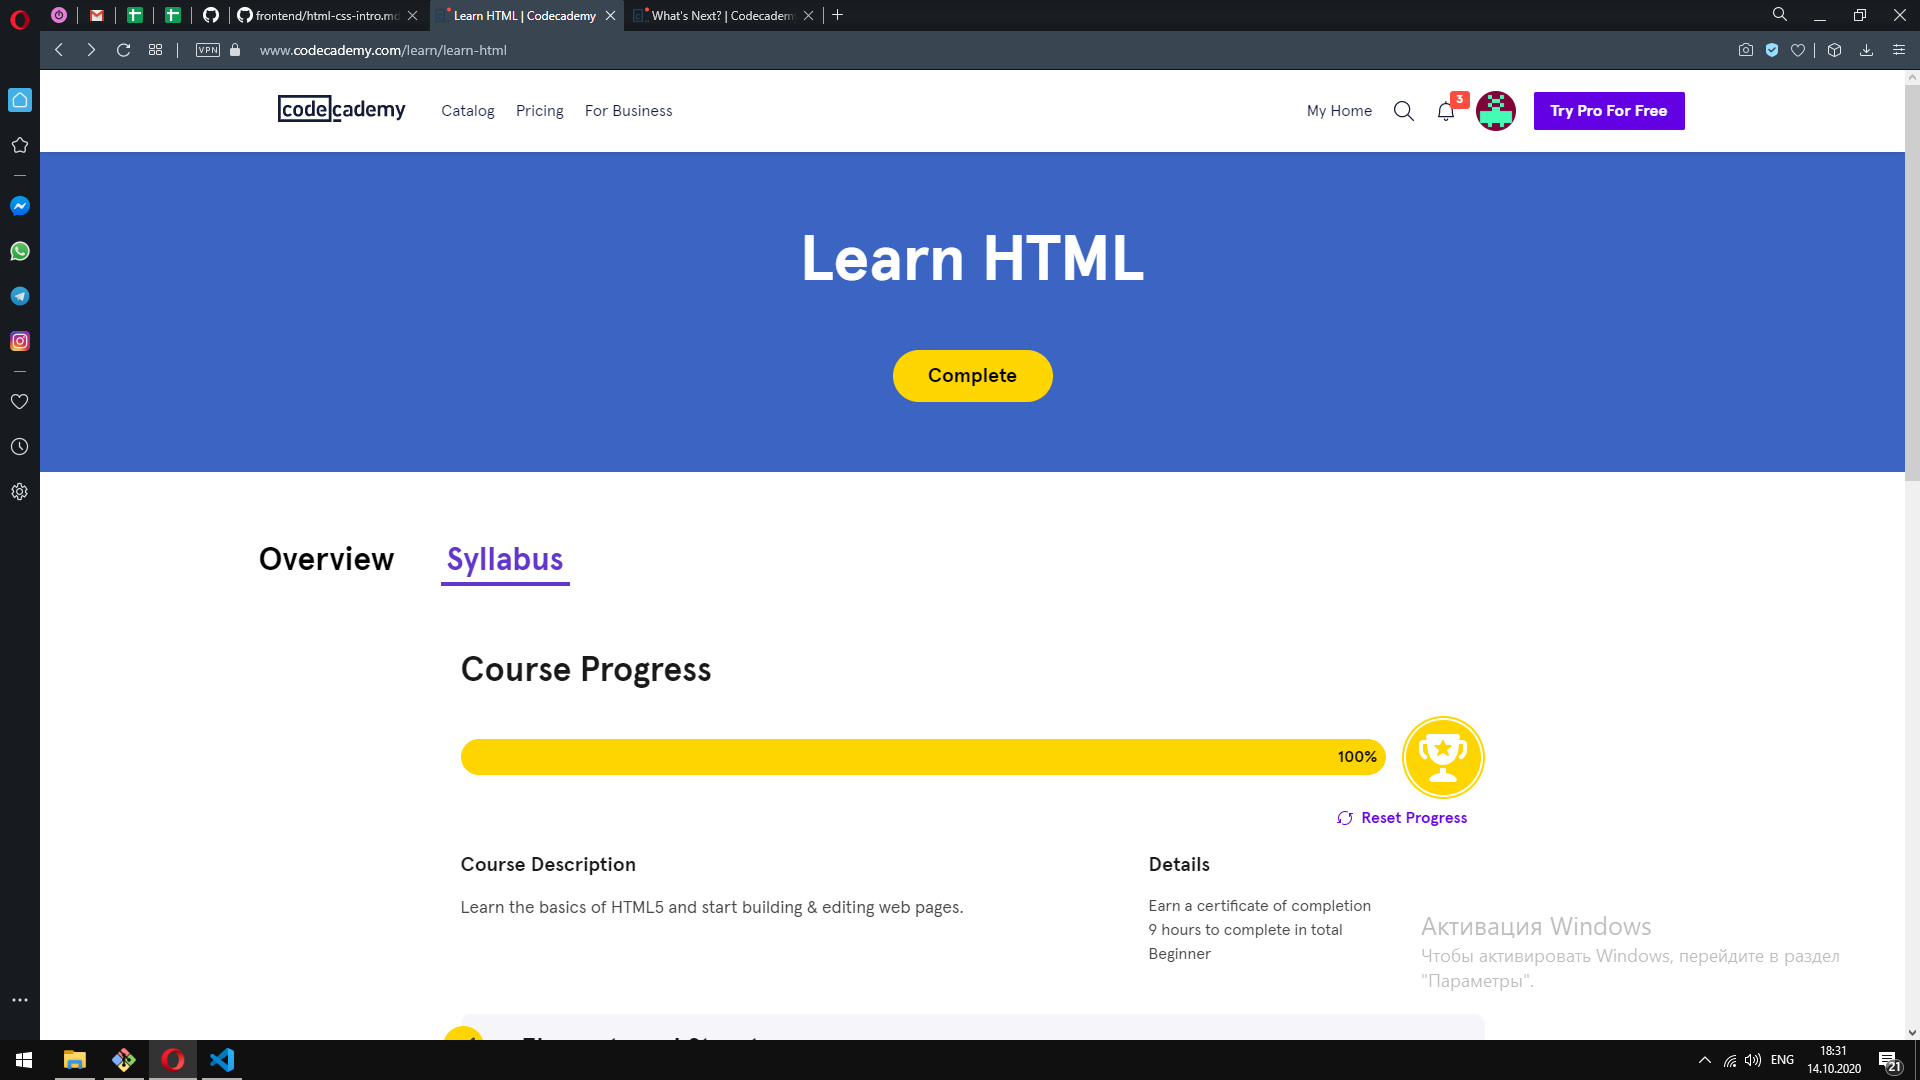 frontend/html-css-intro.md
Learn HTML | Codecademy
What's Next? | Codecademy
VPN
www.codecademy.com/learn/learn-html
codecademy
Catalog
Pricing
For Business
My Home
3
Try Pro For Free
Learn HTML
Complete
Overview
Syllabus
Course Progress
100%
Reset Progress
Course Description
Details
Learn the basics of HTML5 and start building & editing web pages.
Earn a certificate of completion
9 hours to complete in total
Beginner
Активация Windows
Чтобы активировать Windows, перейдите в раздел
"Параметры".
ENG
18:31
14.10.2020
21